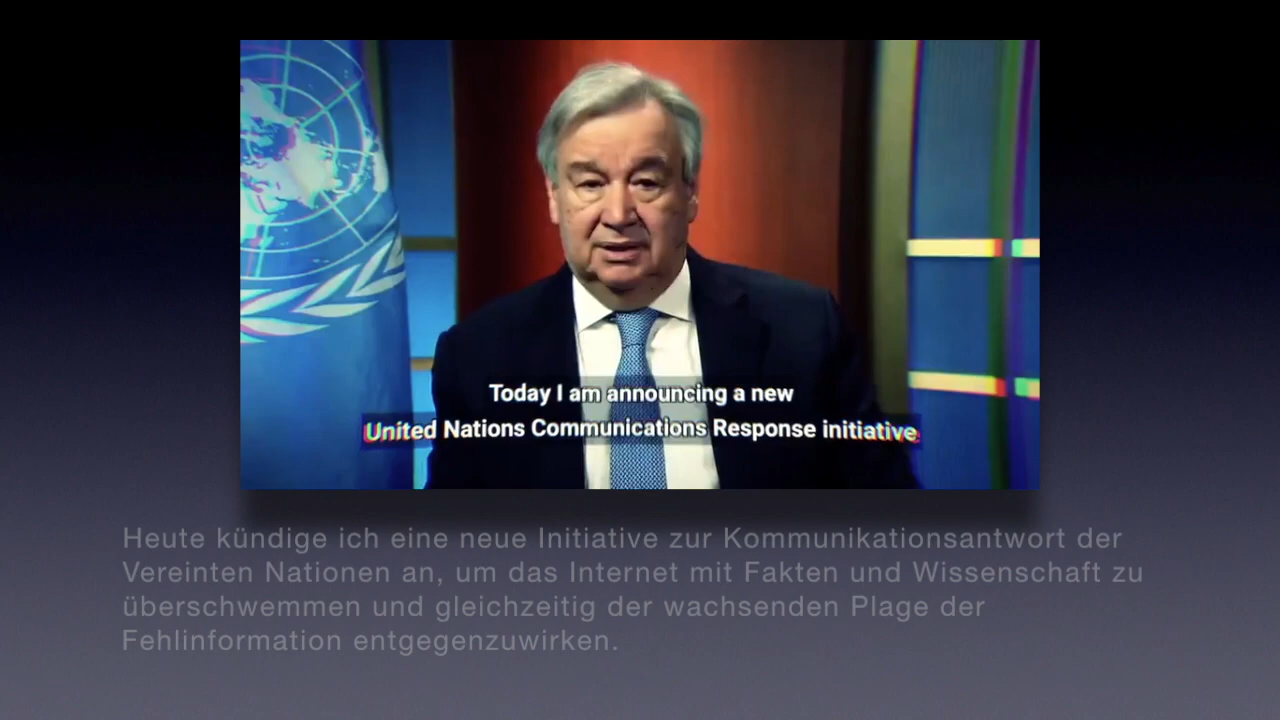 Today I am announcing a new
United Nations Communications Response initiative
Heute kündige ich eine neue Initiative zur Kommunikationsantwort der
Vereinten Nationen an, um das Internet mit Fakten und Wissenschaft zu
überschwemmen und gleichzeitig der wachsenden Plage der
Fehlinformation entgegenzuwirken.